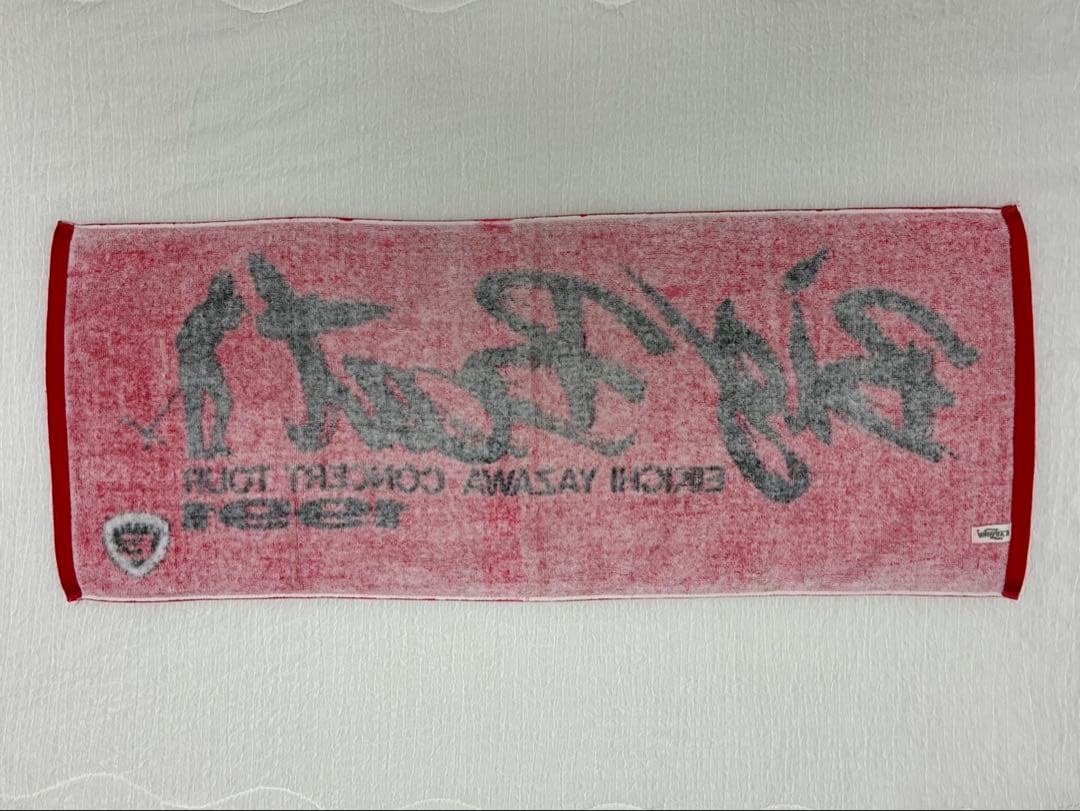 Big Beat
EIKICHI YAZAWA CONCERT TOUR
1991